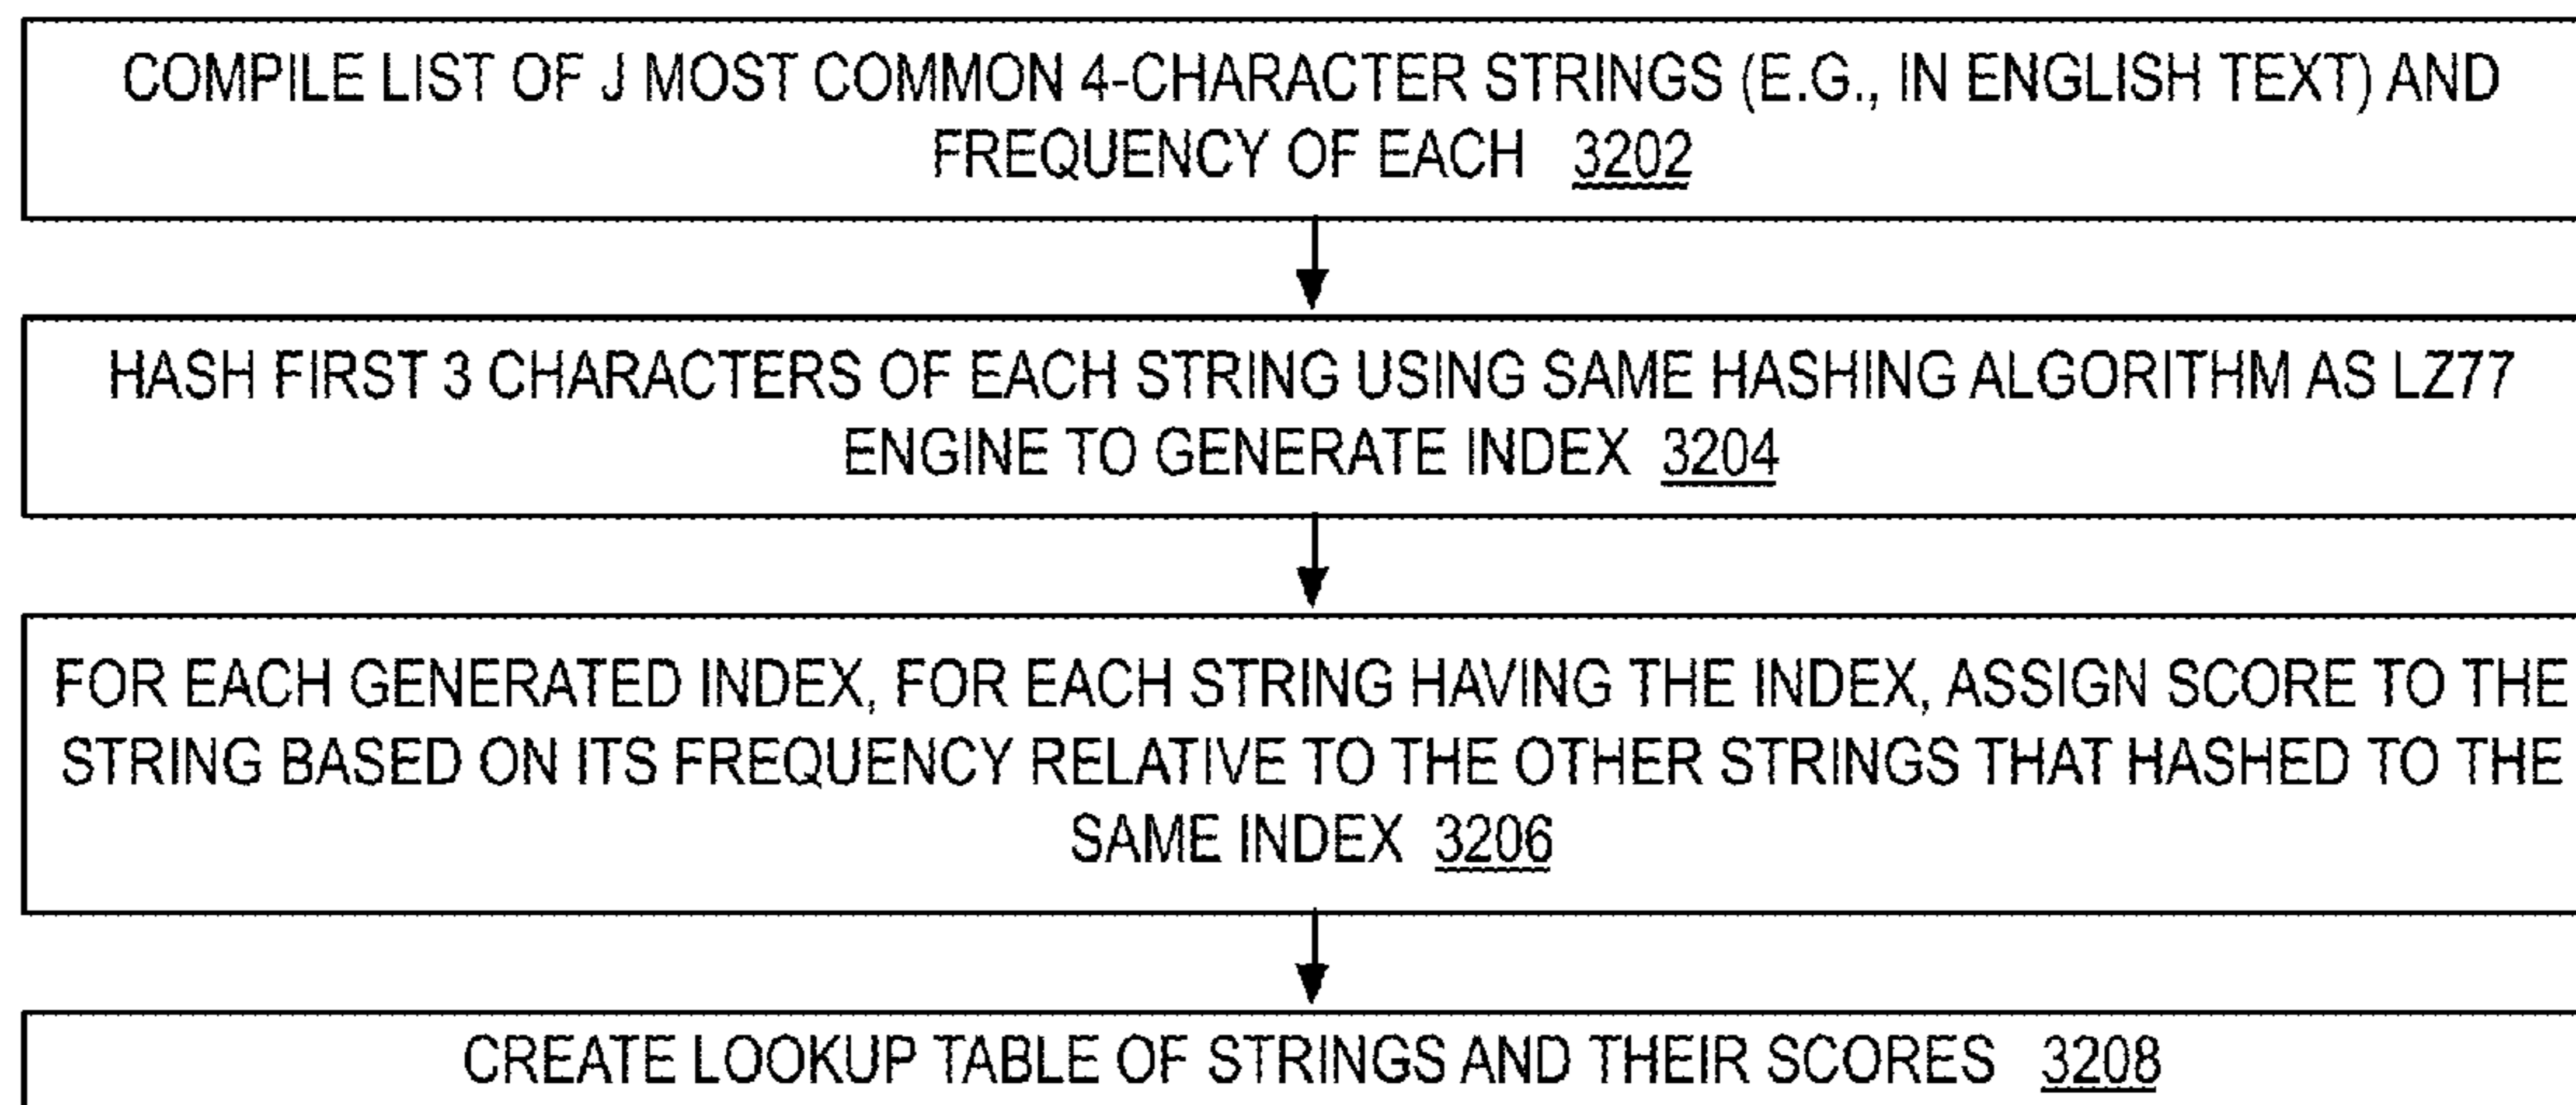 COMPILE LIST OF J MOST COMMON 4-CHARACTER STRINGS (E.G., IN ENGLISH TEXT) AND
FREQUENCY OF EACH 3202
HASH FIRST 3 CHARACTERS OF EACH STRING USING SAME HASHING ALGORITHM AS LZ77
ENGINE TO GENERATE INDEX 3204
FOR EACH GENERATED INDEX, FOR EACH STRING HAVING THE INDEX, ASSIGN SCORE TO THE
STRING BASED ON ITS FREQUENCY RELATIVE TO THE OTHER STRINGS THAT HASHED TO THE
SAME INDEX 3206
CREATE LOOKUP TABLE OF STRINGS AND THEIR SCORES 3208